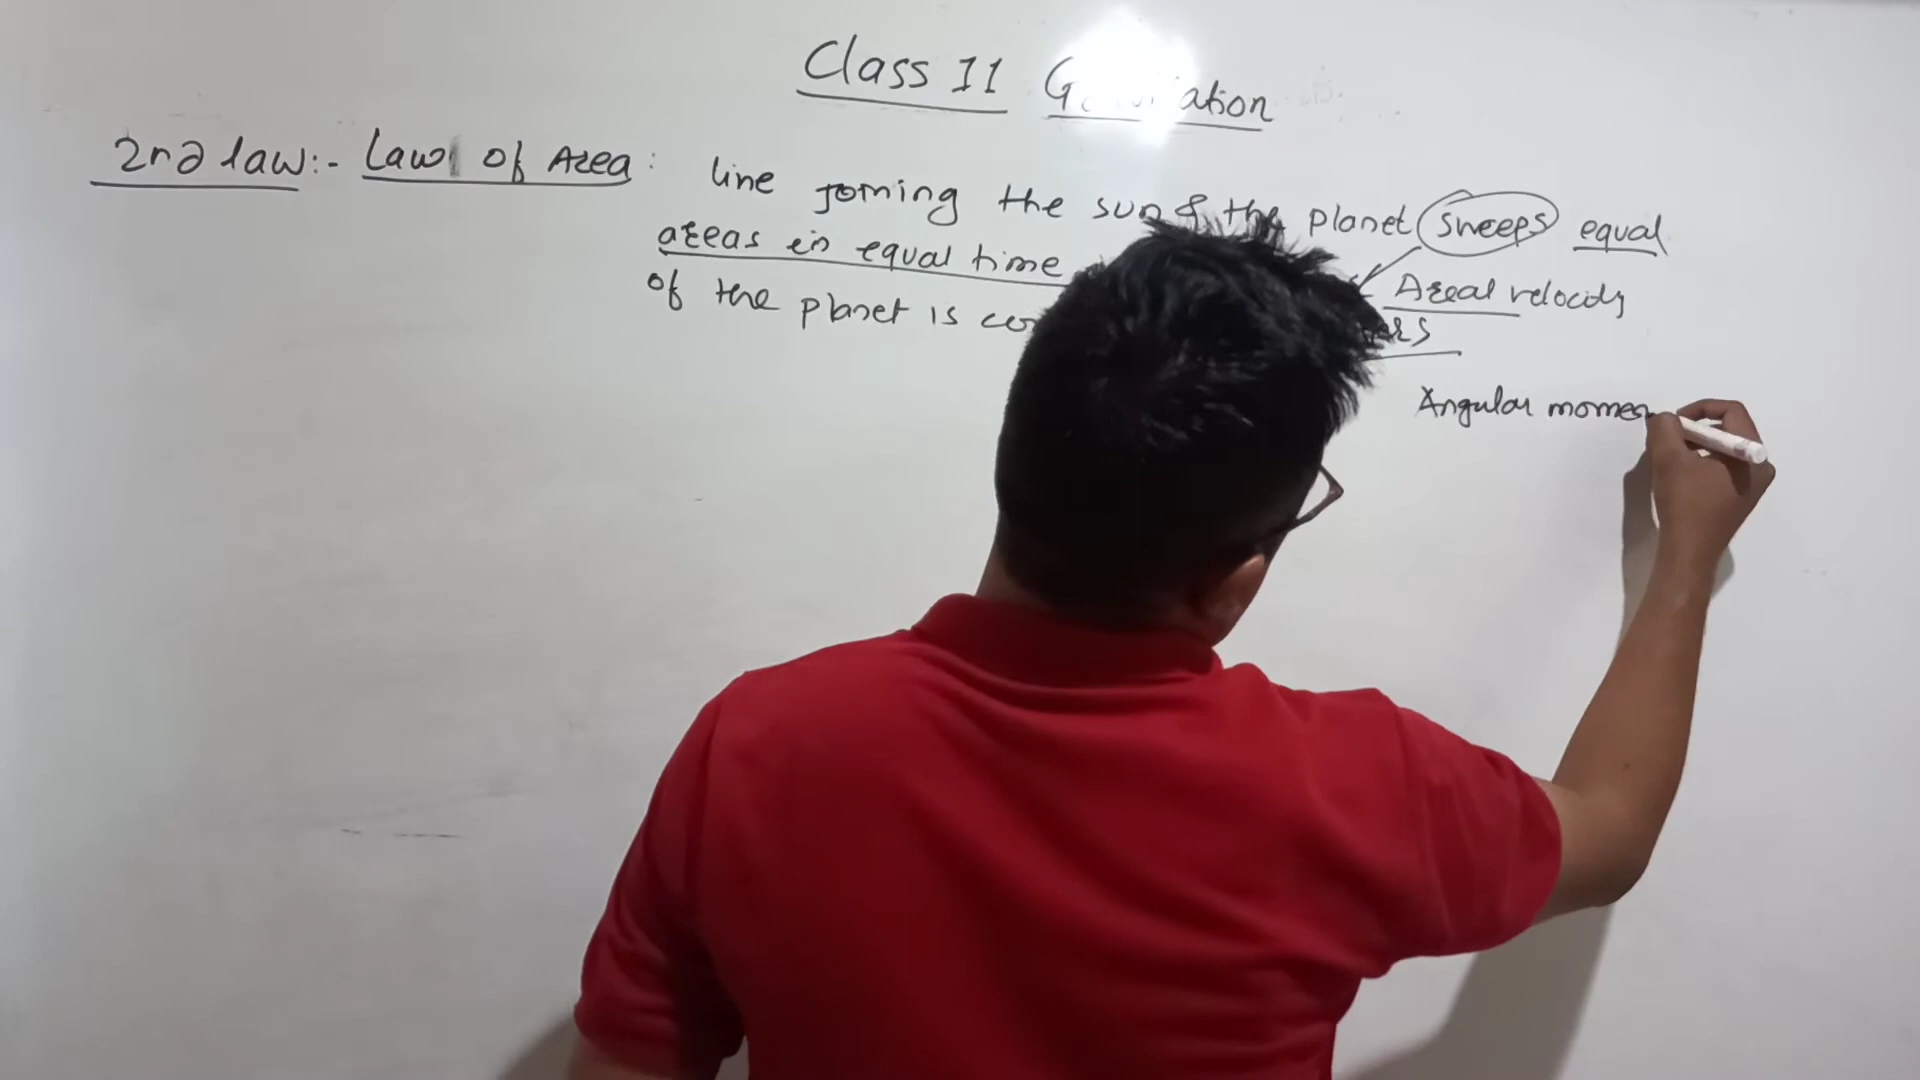 Class 11 Gravitation
2nd law:- Law of Area: line joining the sun & the planet sweeps equal
areas in equal time Areal velocity
of the planet is
Angular momen